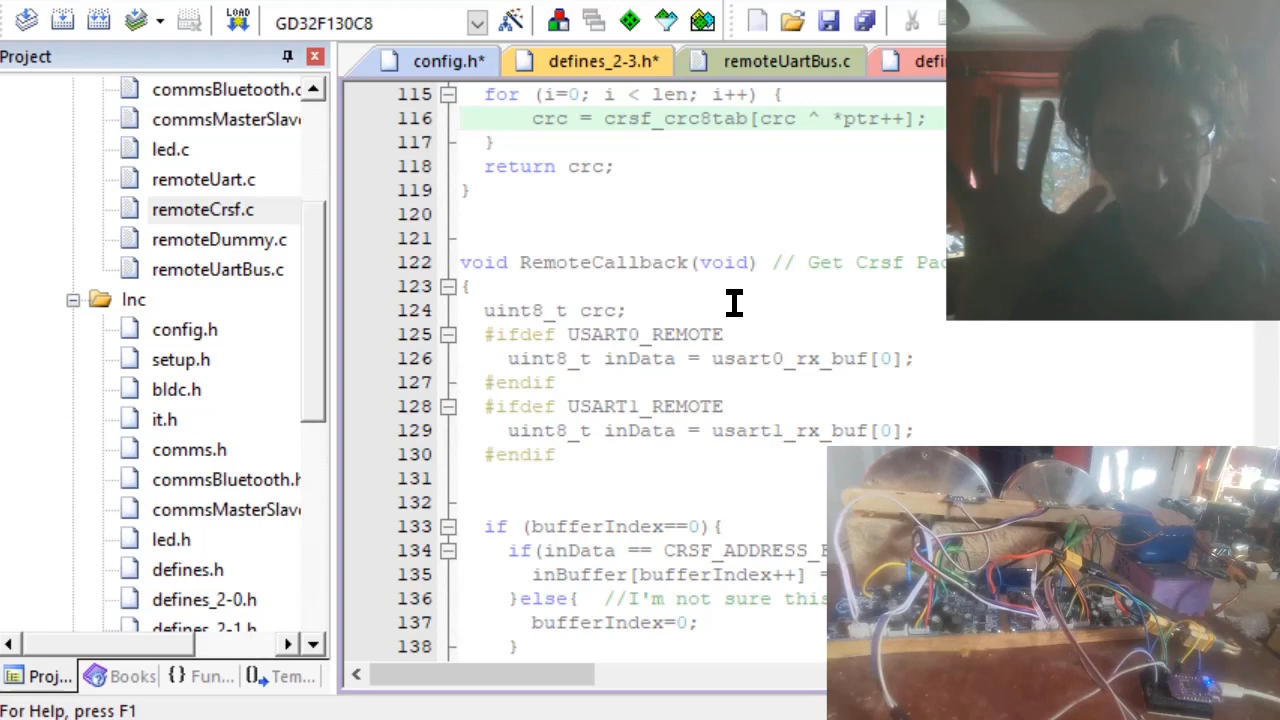 LOAD
GD32F130C8
Project
config.h*
defines_2-3.h*
remoteUartBus.c
commsBluetooth.c
commsMasterSlave
led.c
remoteUart.c
remoteCrsf.c
remoteDummy.c
remoteUartBus.c
Inc
config.h
setup.h
bldc.h
it.h
comms.h
commsBluetooth.h
commsMasterSlave
led.h
defines.h
defines_2-0.h
defines_2-1.h
Proj...
Books
{} Fun...
Tem...
For Help, press F1
115 for (i=0; i < len; i++) {
116 crc = crsf_crc8tab[crc ^ *ptr++];
117 }
118 return crc;
119 }
120
121
122 void RemoteCallback(void) // Get Crsf Pac
123 {
124 uint8_t crc;
125 #ifdef USART0_REMOTE
126 uint8_t inData = usart0_rx_buf[0];
127 #endif
128 #ifdef USART1_REMOTE
129 uint8_t inData = usart1_rx_buf[0];
130 #endif
131
132
133 if (bufferIndex==0){
134 if(inData == CRSF_ADDRESS_
135 inBuffer[bufferIndex++] =
136 }else{ //I'm not sure this
137 bufferIndex=0;
138 }